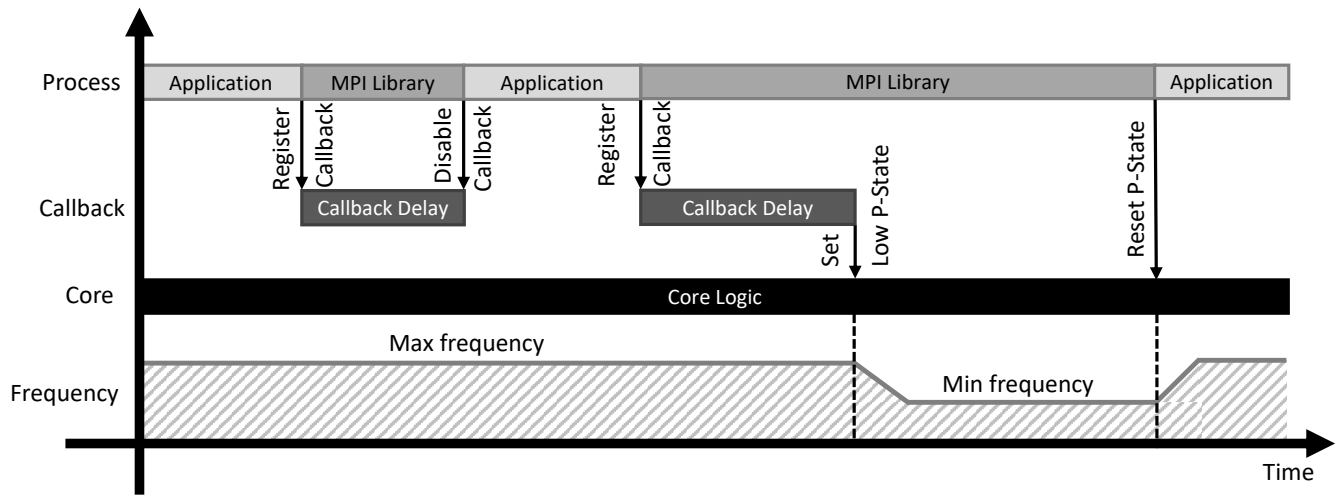 Process
Application
MPI Library
Application
MPI Library
Application
Register
Callback
Disable
Callback
Register
Callback
Reset P-State
Callback
Callback Delay
Callback Delay
Set
Low P-State
Core
Core Logic
Max frequency
Frequency
Min frequency
Time